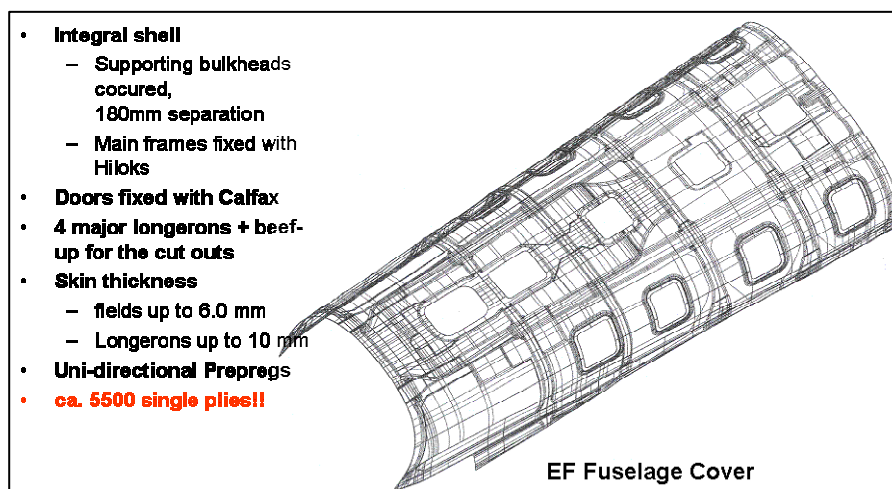 • Integral shell
– Supporting bulkheads
cocured,
180mm separation
– Main frames fixed with
Hiloks
• Doors fixed with Calfax
• 4 major longerons + beef-
up for the cut outs
• Skin thickness
– fields up to 6.0 mm
– Longerons up to 10 mm
• Uni-directional Prepregs
• ca. 5500 single plies!!
EF Fuselage Cover